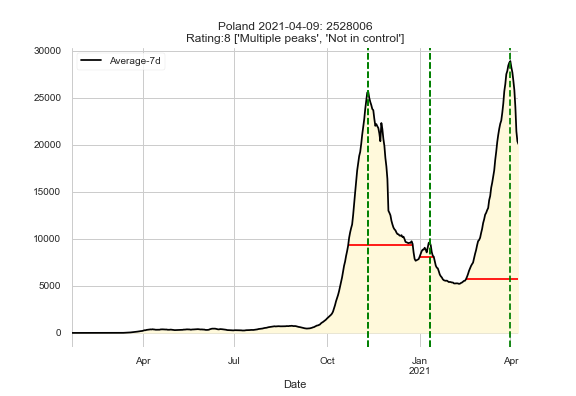 Poland 2021-04-09: 2528006
Rating:8 ['Multiple peaks', 'Not in control']
Average-7d
30000
25000
20000
15000
10000
5000
0
Apr
Jul
Oct
Jan
2021
Apr
Date